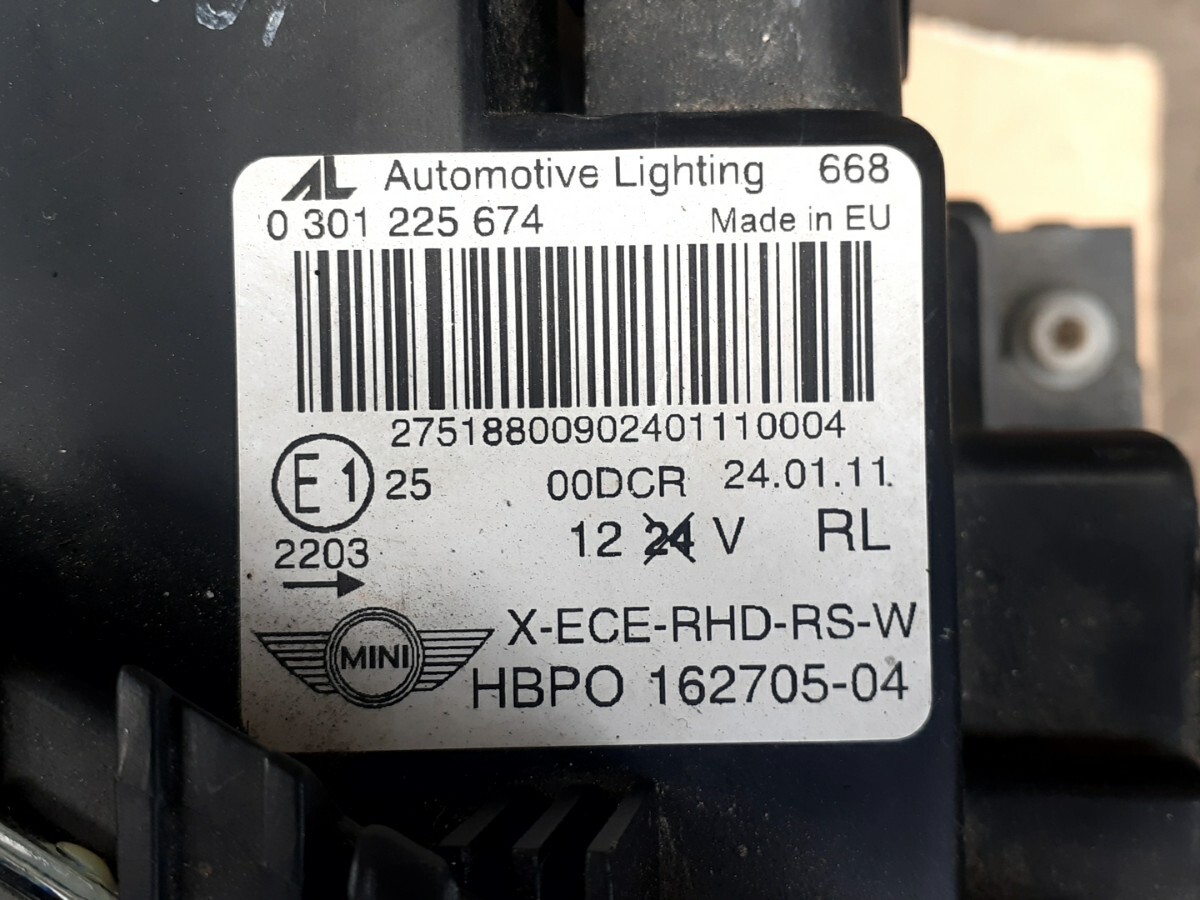 AL Automotive Lighting 668
0 301 225 674 Made in EU
27518800902401110004
E1 25 00DCR 24.01.11.
2203 12 24 V RL
X-ECE-RHD-RS-W
MINI HBPO 162705-04